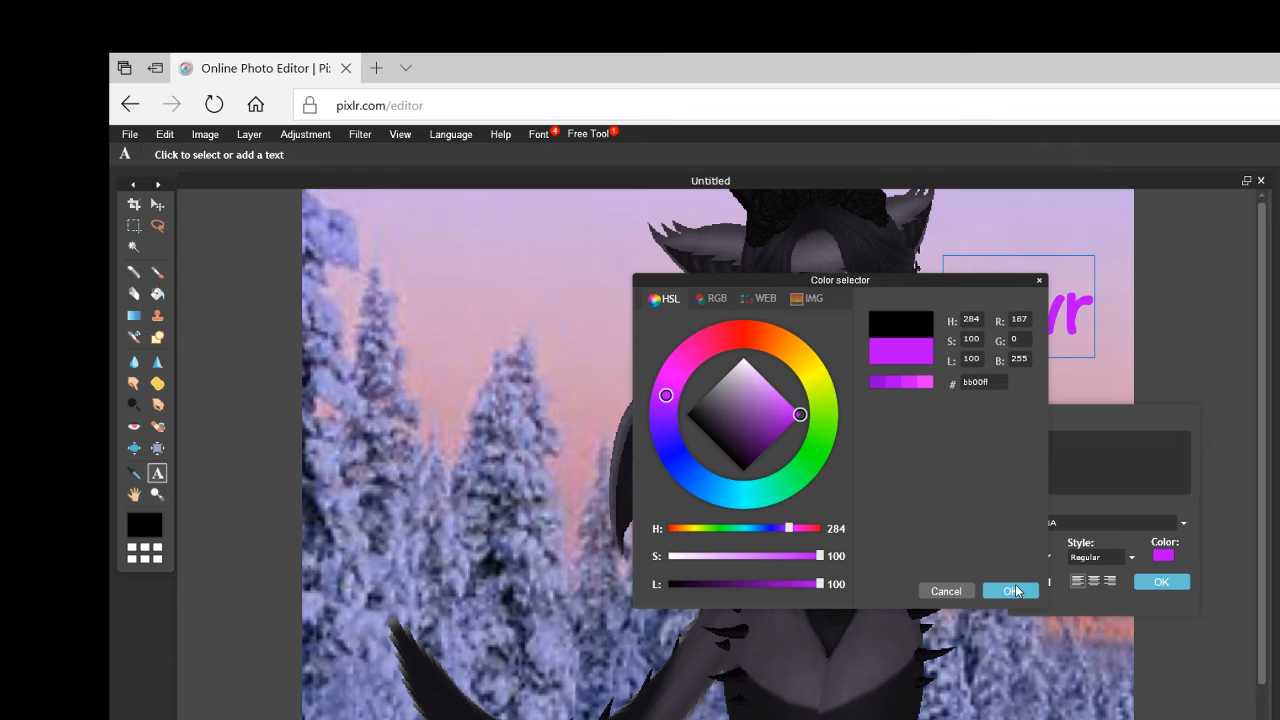 Online Photo Editor | Pi:
pixlr.com/editor
File Edit Image Layer Adjustment Filter View Language Help Font 4 Free Tool 1
A Click to select or add a text
Untitled
Color selector
HSL RGB WEB IMG
H: 284 R: 187
S: 100 G: 0
L: 100 B: 255
# bb00ff
A
H: 284
S: 100
L: 100
Style: Color:
Regular
Cancel OK
OK